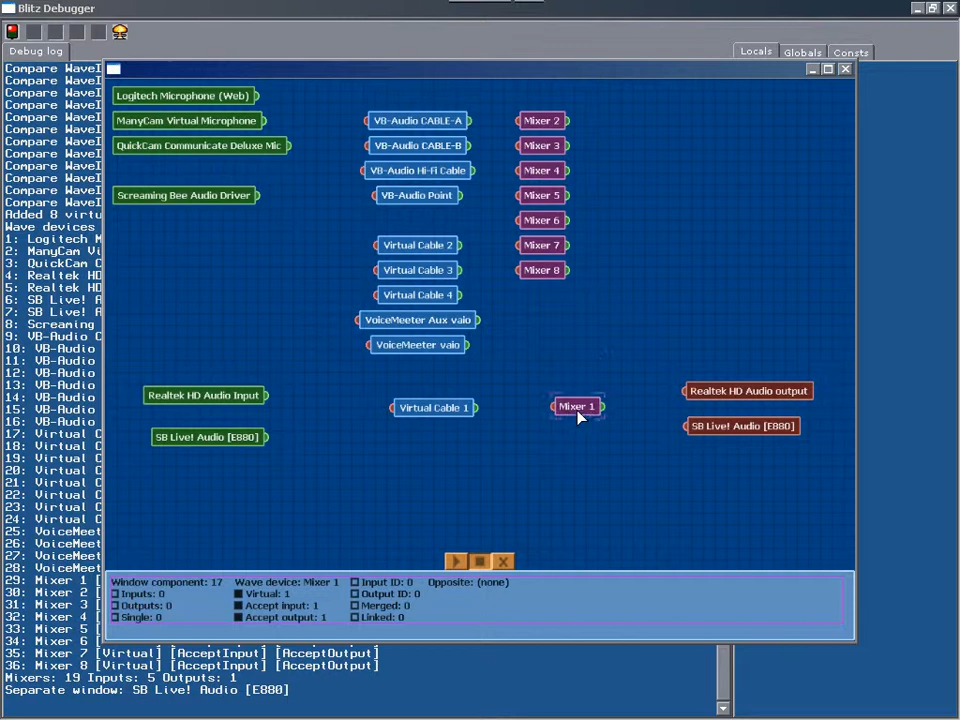 Blitz Debugger
Debug log
Locals
Globals
Consts
Compare WaveI
Compare WaveI
Compare WaveI
Compare WaveI
Compare WaveI
Compare WaveI
Compare WaveI
Compare WaveI
Compare WaveI
Compare WaveI
Compare WaveI
Compare WaveI
Added 8 virtu
Wave devices
1: Logitech M
2: ManyCam Vi
3: QuickCam C
4: Realtek HD
5: Realtek HD
6: SB Live! A
7: SB Live! A
8: Screaming
9: VB-Audio C
10: VB-Audio
11: VB-Audio
12: VB-Audio
13: VB-Audio
14: VB-Audio
15: VB-Audio
16: VB-Audio
17: Virtual C
18: Virtual C
19: Virtual C
20: Virtual C
21: Virtual C
22: Virtual C
23: Virtual C
24: Virtual C
25: VoiceMeet
26: VoiceMeet
27: VoiceMeet
28: VoiceMeet
29: Mixer 1 [
30: Mixer 2 [
31: Mixer 3 [
32: Mixer 4 [
33: Mixer 5 [
34: Mixer 6 [
35: Mixer 7 [Virtual] [AcceptInput] [AcceptOutput]
36: Mixer 8 [Virtual] [AcceptInput] [AcceptOutput]
Mixers: 19 Inputs: 5 Outputs: 1
Separate window: SB Live! Audio [E880]
Logitech Microphone (Web)
ManyCam Virtual Microphone
QuickCam Communicate Deluxe Mic
Screaming Bee Audio Driver
VB-Audio CABLE-A
VB-Audio CABLE-B
VB-Audio Hi-Fi Cable
VB-Audio Point
Virtual Cable 2
Virtual Cable 3
Virtual Cable 4
VoiceMeeter Aux vaio
VoiceMeeter vaio
Mixer 2
Mixer 3
Mixer 4
Mixer 5
Mixer 6
Mixer 7
Mixer 8
Realtek HD Audio Input
SB Live! Audio [E880]
Virtual Cable 1
Mixer 1
Realtek HD Audio output
SB Live! Audio [E880]
Window component: 17 Wave device: Mixer 1 Input ID: 0 Opposite: (none)
Inputs: 0 Virtual: 1 Output ID: 0
Outputs: 0 Accept input: 1 Merged: 0
Single: 0 Accept output: 1 Linked: 0